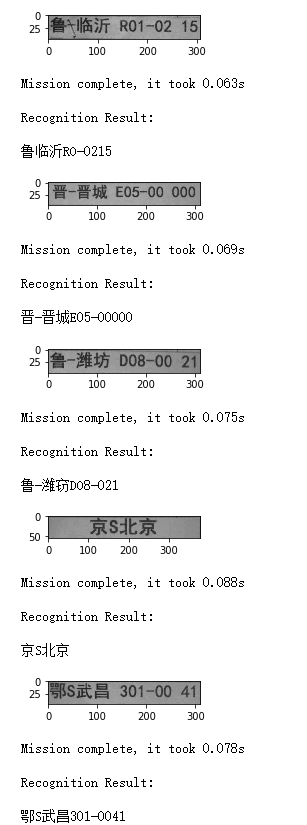 0
25
鲁-临沂 R01-02 15
0 100 200 300
Mission complete, it took 0.063s
Recognition Result:
鲁临沂R0-0215
0
25
晋-晋城 E05-00 000
0 100 200 300
Mission complete, it took 0.069s
Recognition Result:
晋-晋城E05-00000
0
25
鲁-潍坊 D08-00 21
0 100 200 300
Mission complete, it took 0.075s
Recognition Result:
鲁-潍窃D08-021
0
50
京S北京
0 100 200 300
Mission complete, it took 0.088s
Recognition Result:
京S北京
0
25
鄂S武昌 301-00 41
0 100 200 300
Mission complete, it took 0.078s
Recognition Result:
鄂S武昌301-0041